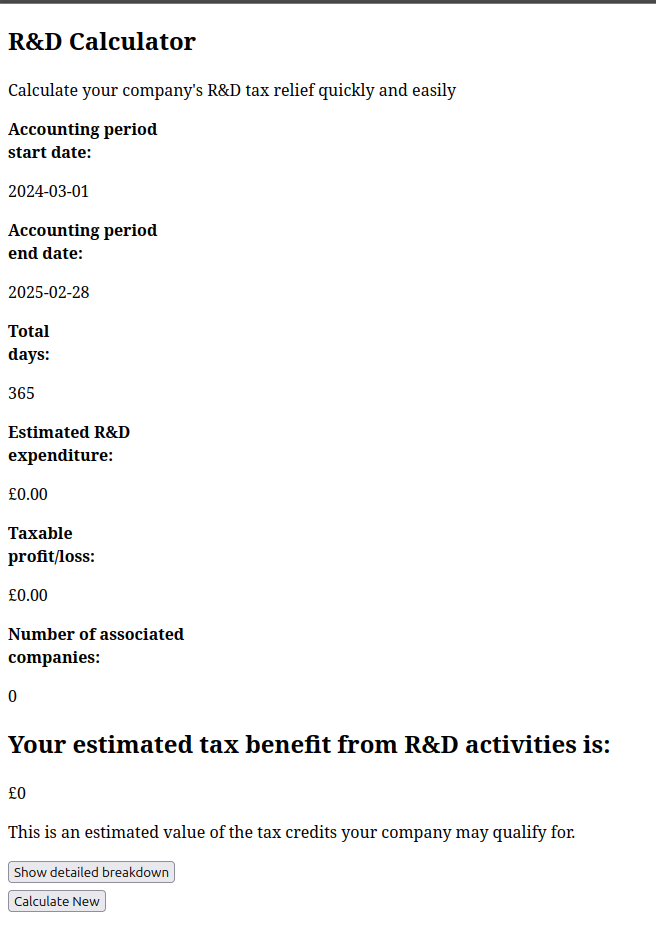 R&D Calculator
Calculate your company's R&D tax relief quickly and easily
Accounting period
start date:
2024-03-01
Accounting period
end date:
2025-02-28
Total
days:
365
Estimated R&D
expenditure:
£0.00
Taxable
profit/loss:
£0.00
Number of associated
companies:
0
Your estimated tax benefit from R&D activities is:
£0
This is an estimated value of the tax credits your company may qualify for.
Show detailed breakdown
Calculate New